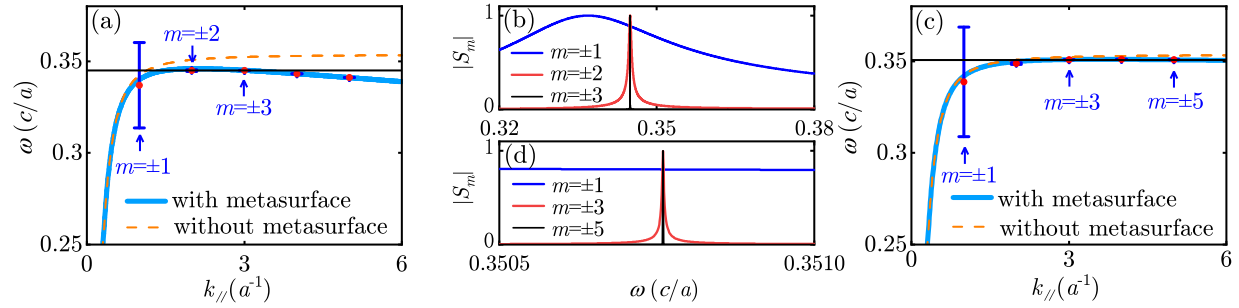 (a)
m=±2
0.35
m=±3
ω (c/a)
0.3
m=±1
with metasurface
without metasurface
0.25
0
3
6
k//(a-1)
(b)
1
|Sm|
m=±1
m=±2
m=±3
0
0.32
0.35
0.38
(d)
1
|Sm|
m=±1
m=±3
m=±5
0
0.3505
0.3510
ω (c/a)
(c)
0.35
m=±3
m=±5
ω (c/a)
0.3
m=±1
with metasurface
without metasurface
0.25
0
3
6
k//(a-1)